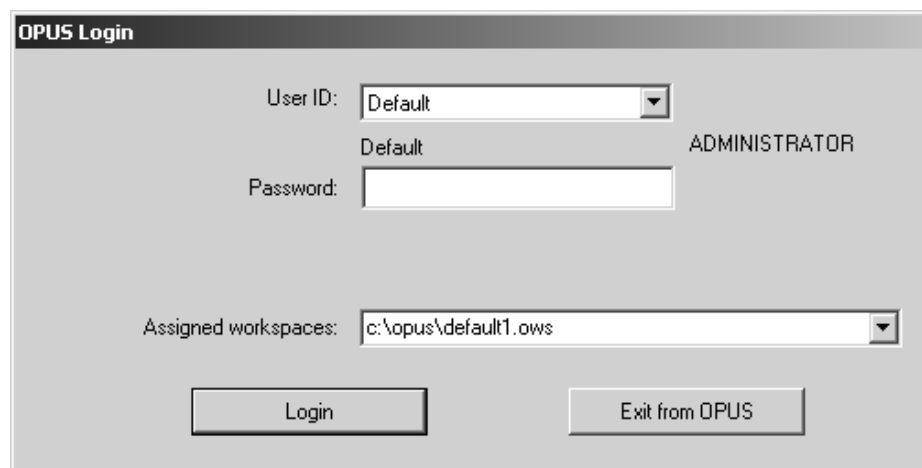 OPUS Login
User ID: Default
Default ADMINISTRATOR
Password:
Assigned workspaces: c:\opus\default1.ows
Login Exit from OPUS